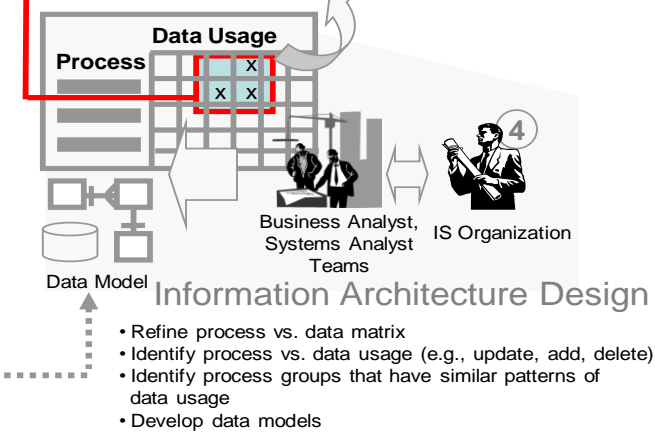 Data Usage
Process
x
x x
4
Business Analyst,
Systems Analyst
Teams
IS Organization
Data Model
Information Architecture Design
• Refine process vs. data matrix
• Identify process vs. data usage (e.g., update, add, delete)
• Identify process groups that have similar patterns of
data usage
• Develop data models